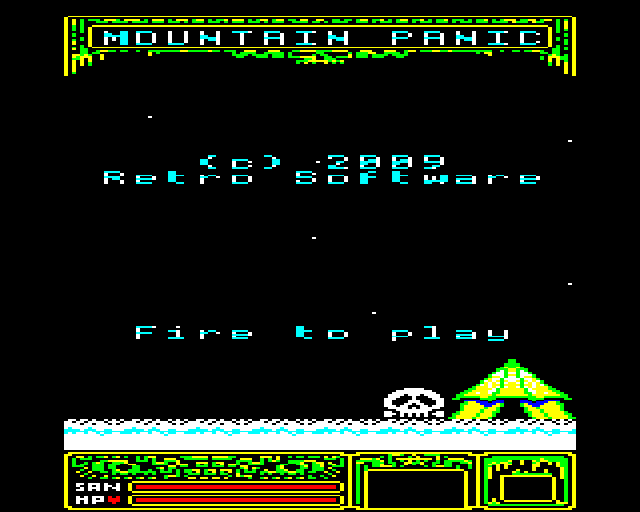 MOUNTAIN PANIC
(c) 2009
Retro Software
Fire to play
SAN
HP